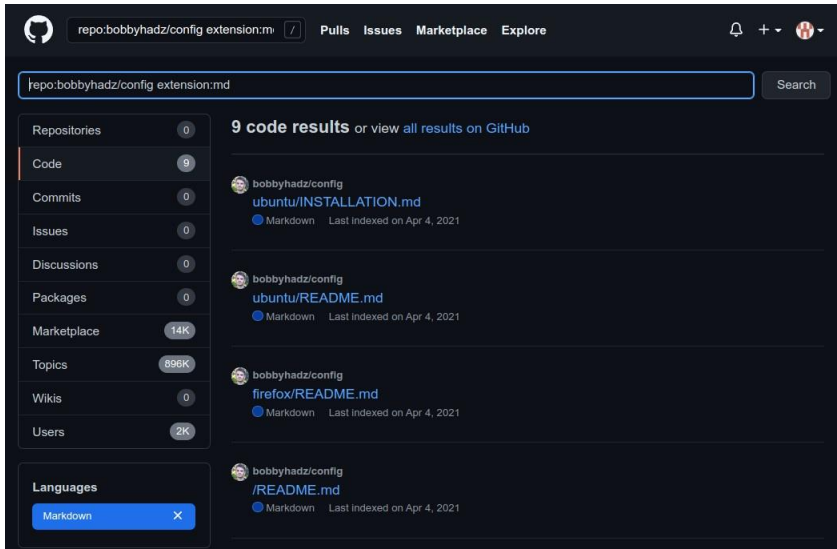 repo:bobbyhadz/config extension:m /
Pulls Issues Marketplace Explore
repo:bobbyhadz/config extension:md
Search
Repositories 0
Code 9
Commits 0
Issues 0
Discussions 0
Packages 0
Marketplace 14K
Topics 896K
Wikis 0
Users 2K
Languages
Markdown
9 code results or view all results on GitHub
bobbyhadz/config
ubuntu/INSTALLATION.md
Markdown Last indexed on Apr 4, 2021
bobbyhadz/config
ubuntu/README.md
Markdown Last indexed on Apr 4, 2021
bobbyhadz/config
firefox/README.md
Markdown Last indexed on Apr 4, 2021
bobbyhadz/config
/README.md
Markdown Last indexed on Apr 4, 2021